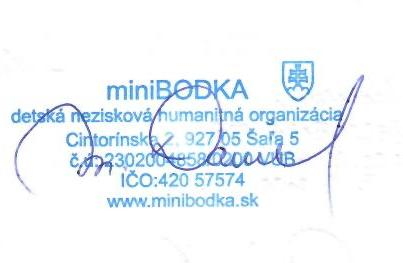 miniBODKA
detská nezisková humanitná organizácia
Cintorínska 2, 927 05 Šaľa 5
IČO:420 57574
www.minibodka.sk